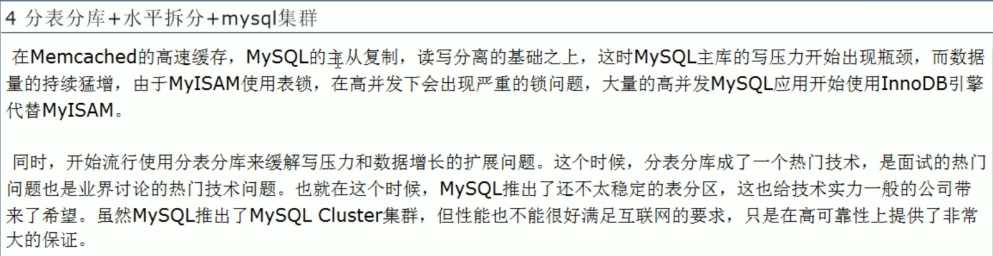 4 分表分库+水平拆分+mysql集群
在Memcached的高速缓存，MySQL的主从复制，读写分离的基础之上，这时MySQL主库的写压力开始出现瓶颈，而数据
量的持续猛增，由于MyISAM使用表锁，在高并发下会出现严重的锁问题，大量的高并发MySQL应用开始使用InnoDB引擎
代替MyISAM。
同时，开始流行使用分表分库来缓解写压力和数据增长的扩展问题。这个时候，分表分库成了一个热门技术，是面试的热门
问题也是业界讨论的热门技术问题。也就在这个时候，MySQL推出了还不太稳定的表分区，这也给技术实力一般的公司带
来了希望。虽然MySQL推出了MySQL Cluster集群，但性能也不能很好满足互联网的要求，只是在高可靠性上提供了非常
大的保证。